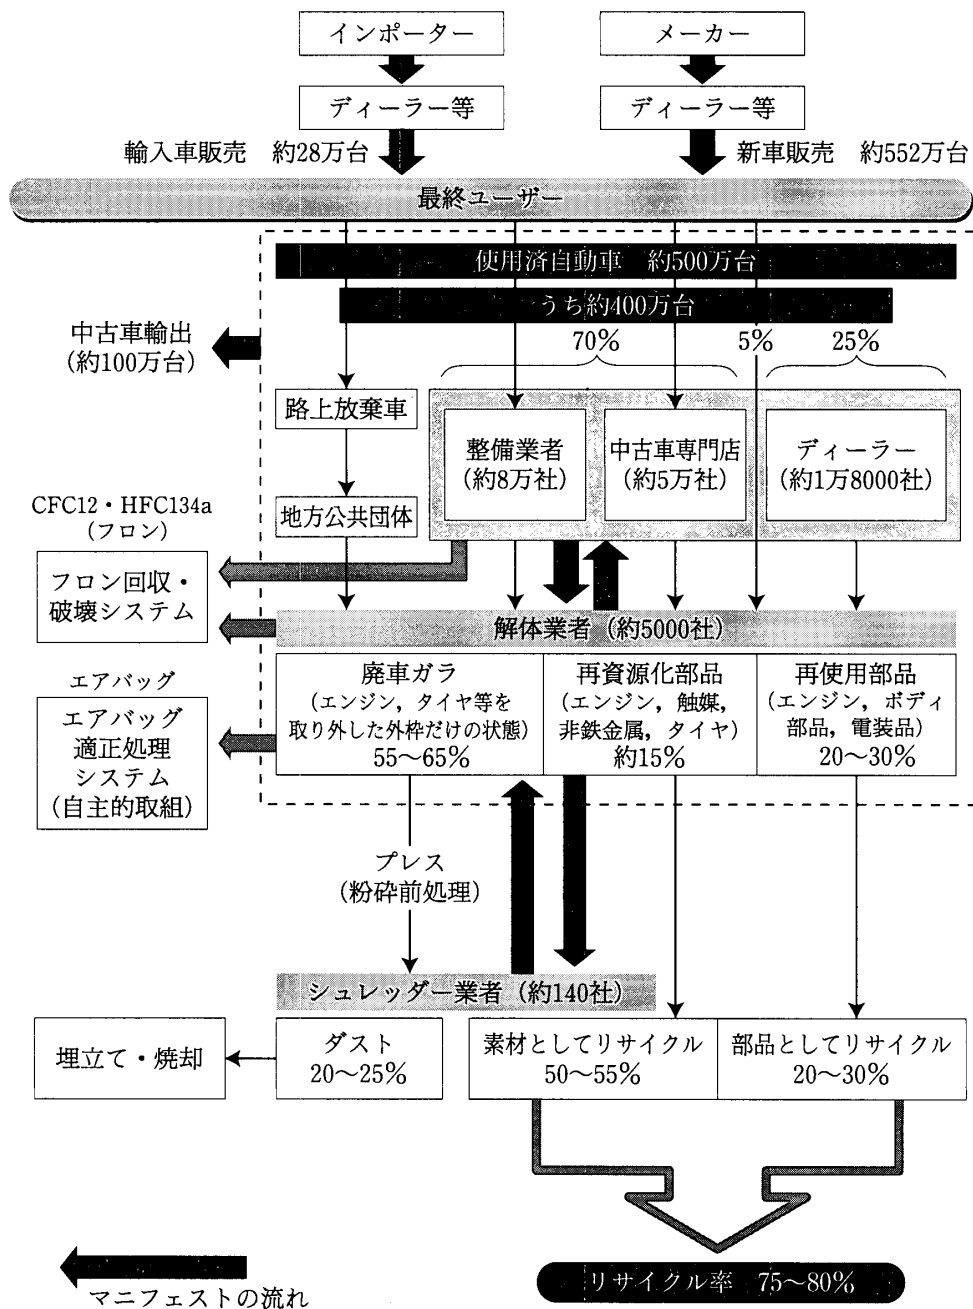 インポーター
メーカー
ディーラー等
ディーラー等
輸入車販売 約28万台
新車販売 約552万台
最終ユーザー
使用済自動車 約500万台
うち約400万台
中古車輸出
(約100万台)
70%
5%
25%
路上放棄車
整備業者
(約8万社)
中古車専門店
(約5万社)
ディーラー
(約1万8000社)
地方公共団体
CFC12・HFC134a
(フロン)
フロン回収・
破壊システム
解体業者(約5000社)
廃車ガラ
(エンジン,タイヤ等を
取り外した外枠だけの状態)
55〜65%
再資源化部品
(エンジン,触媒,
非鉄金属,タイヤ)
約15%
再使用部品
(エンジン,ボディ
部品,電装品)
20〜30%
エアバッグ
エアバッグ
適正処理
システム
(自主的取組)
プレス
(粉砕前処理)
シュレッダー業者(約140社)
埋立て・焼却
ダスト
20〜25%
素材としてリサイクル
50〜55%
部品としてリサイクル
20〜30%
リサイクル率 75〜80%
マニフェストの流れ